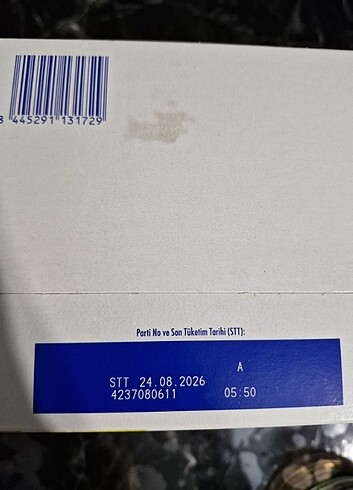 8 445291 131729
Parti No ve Son Tüketim Tarihi (STT):
A
STT 24.08.2026
4237080611 05:50